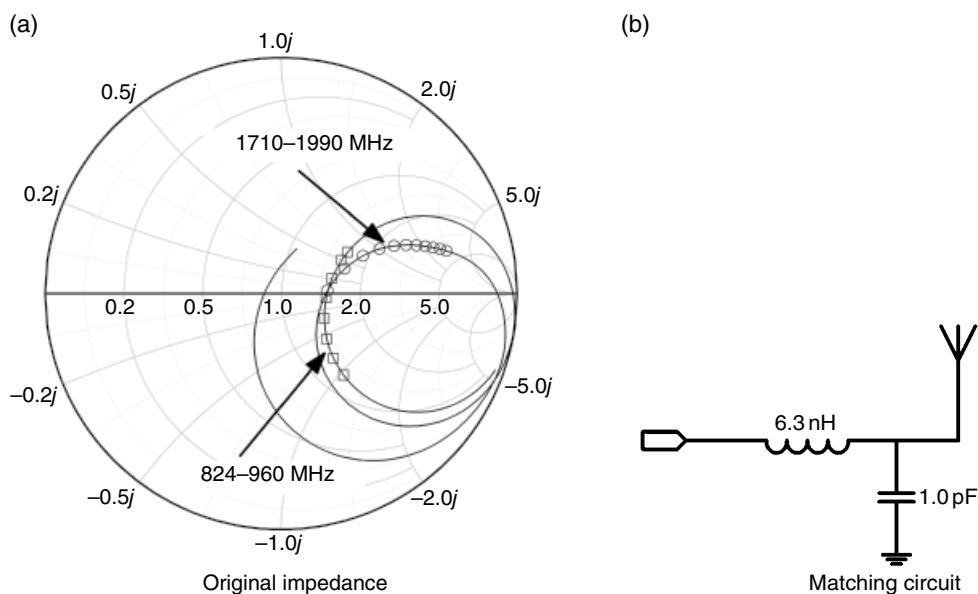 (a)
(b)
1.0j
0.5j
2.0j
1710–1990 MHz
0.2j
5.0j
0.2
0.5
1.0
2.0
5.0
–0.2j
–5.0j
824–960 MHz
–0.5j
–2.0j
–1.0j
Original impedance
6.3 nH
1.0 pF
Matching circuit